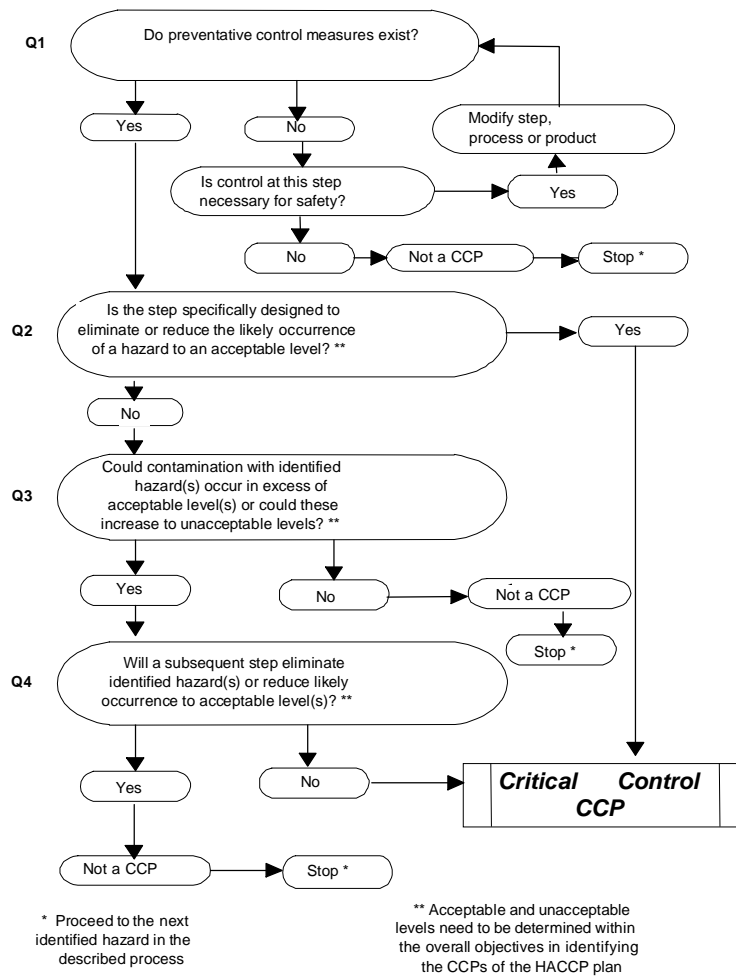 Q1
Do preventative control measures exist?
Yes
No
Modify step,
process or product
Is control at this step
necessary for safety?
Yes
No
Not a CCP
Stop *
Q2
Is the step specifically designed to
eliminate or reduce the likely occurrence
of a hazard to an acceptable level? **
Yes
No
Q3
Could contamination with identified
hazard(s) occur in excess of
acceptable level(s) or could these
increase to unacceptable levels? **
Yes
No
Not a CCP
Stop *
Q4
Will a subsequent step eliminate
identified hazard(s) or reduce likely
occurrence to acceptable level(s)? **
Yes
No
Critical Control
CCP
Not a CCP
Stop *
* Proceed to the next
identified hazard in the
described process
** Acceptable and unacceptable
levels need to be determined within
the overall objectives in identifying
the CCPs of the HACCP plan